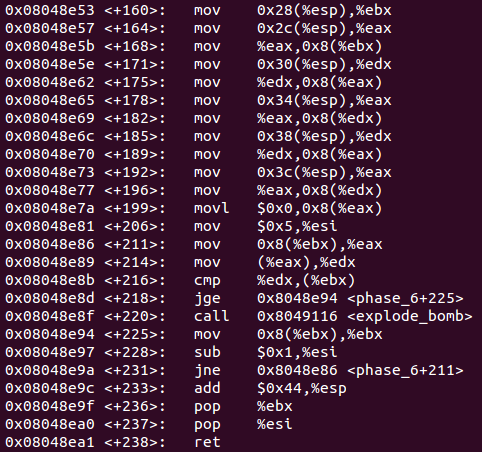 0x08048e53 <+160>: mov 0x28(%esp),%ebx
0x08048e57 <+164>: mov 0x2c(%esp),%eax
0x08048e5b <+168>: mov %eax,0x8(%ebx)
0x08048e5e <+171>: mov 0x30(%esp),%edx
0x08048e62 <+175>: mov %edx,0x8(%eax)
0x08048e65 <+178>: mov 0x34(%esp),%eax
0x08048e69 <+182>: mov %eax,0x8(%edx)
0x08048e6c <+185>: mov 0x38(%esp),%edx
0x08048e70 <+189>: mov %edx,0x8(%eax)
0x08048e73 <+192>: mov 0x3c(%esp),%eax
0x08048e77 <+196>: mov %eax,0x8(%edx)
0x08048e7a <+199>: movl $0x0,0x8(%eax)
0x08048e81 <+206>: mov $0x5,%esi
0x08048e86 <+211>: mov 0x8(%ebx),%eax
0x08048e89 <+214>: mov (%eax),%edx
0x08048e8b <+216>: cmp %edx,(%ebx)
0x08048e8d <+218>: jge 0x8048e94 <phase_6+225>
0x08048e8f <+220>: call 0x8049116 <explode_bomb>
0x08048e94 <+225>: mov 0x8(%ebx),%ebx
0x08048e97 <+228>: sub $0x1,%esi
0x08048e9a <+231>: jne 0x8048e86 <phase_6+211>
0x08048e9c <+233>: add $0x44,%esp
0x08048e9f <+236>: pop %ebx
0x08048ea0 <+237>: pop %esi
0x08048ea1 <+238>: ret